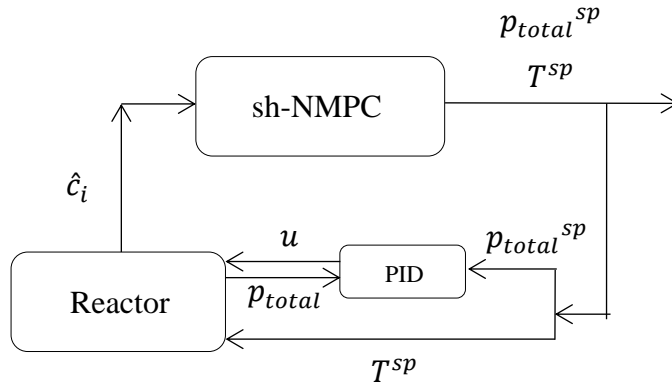 p_total^sp
T^sp
sh-NMPC
ĉ_i
u
p_total^sp
PID
Reactor
p_total
T^sp